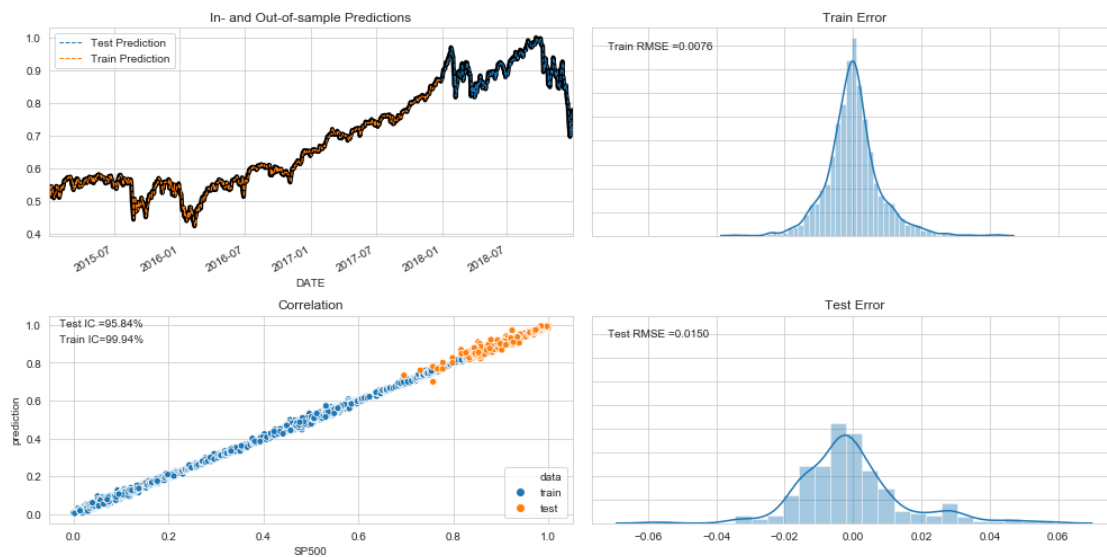 In- and Out-of-sample Predictions
1.0
0.9
0.8
0.7
0.6
0.5
0.4
Test Prediction
Train Prediction
2015-07
2016-01
2016-07
2017-01
2017-07
2018-01
2018-07
DATE
Train Error
Train RMSE =0.0076
Correlation
Test IC =95.84%
Train IC=99.94%
1.0
0.8
0.6
0.4
0.2
0.0
prediction
data
train
test
0.0 0.2 0.4 0.6 0.8 1.0
SP500
Test Error
Test RMSE =0.0150
−0.06 −0.04 −0.02 0.00 0.02 0.04 0.06